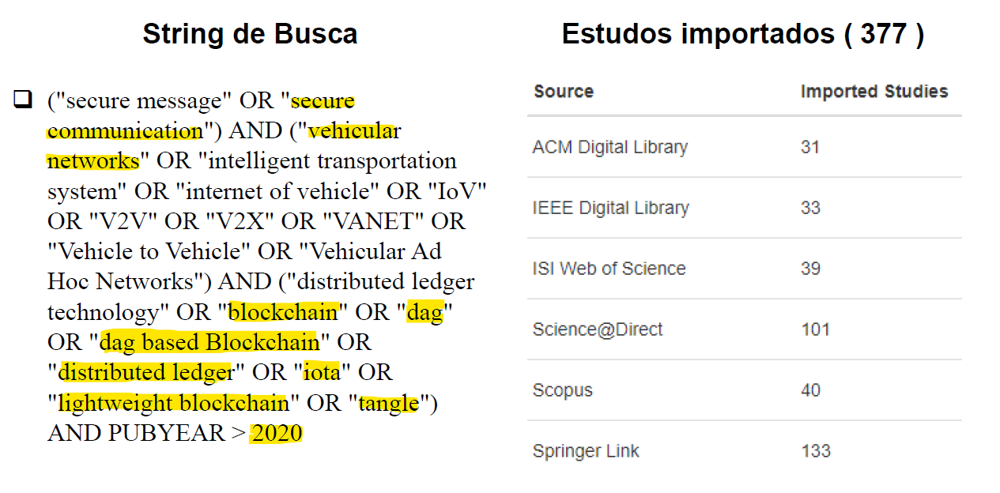 String de Busca
("secure message" OR "secure
communication") AND ("vehicular
networks" OR "intelligent transportation
system" OR "internet of vehicle" OR "IoV"
OR "V2V" OR "V2X" OR "VANET" OR
"Vehicle to Vehicle" OR "Vehicular Ad
Hoc Networks") AND ("distributed ledger
technology" OR "blockchain" OR "dag"
OR "dag based Blockchain" OR
"distributed ledger" OR "iota" OR
"lightweight blockchain" OR "tangle")
AND PUBYEAR > 2020
Estudos importados ( 377 )
Source Imported Studies
ACM Digital Library 31
IEEE Digital Library 33
ISI Web of Science 39
Science@Direct 101
Scopus 40
Springer Link 133